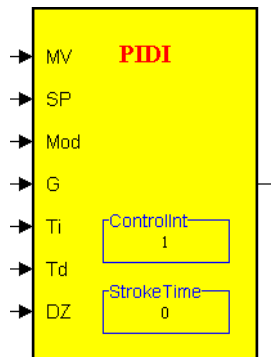 MV PIDI
SP
Mod
G
Ti ControlInt
1
Td
StrokeTime
DZ 0